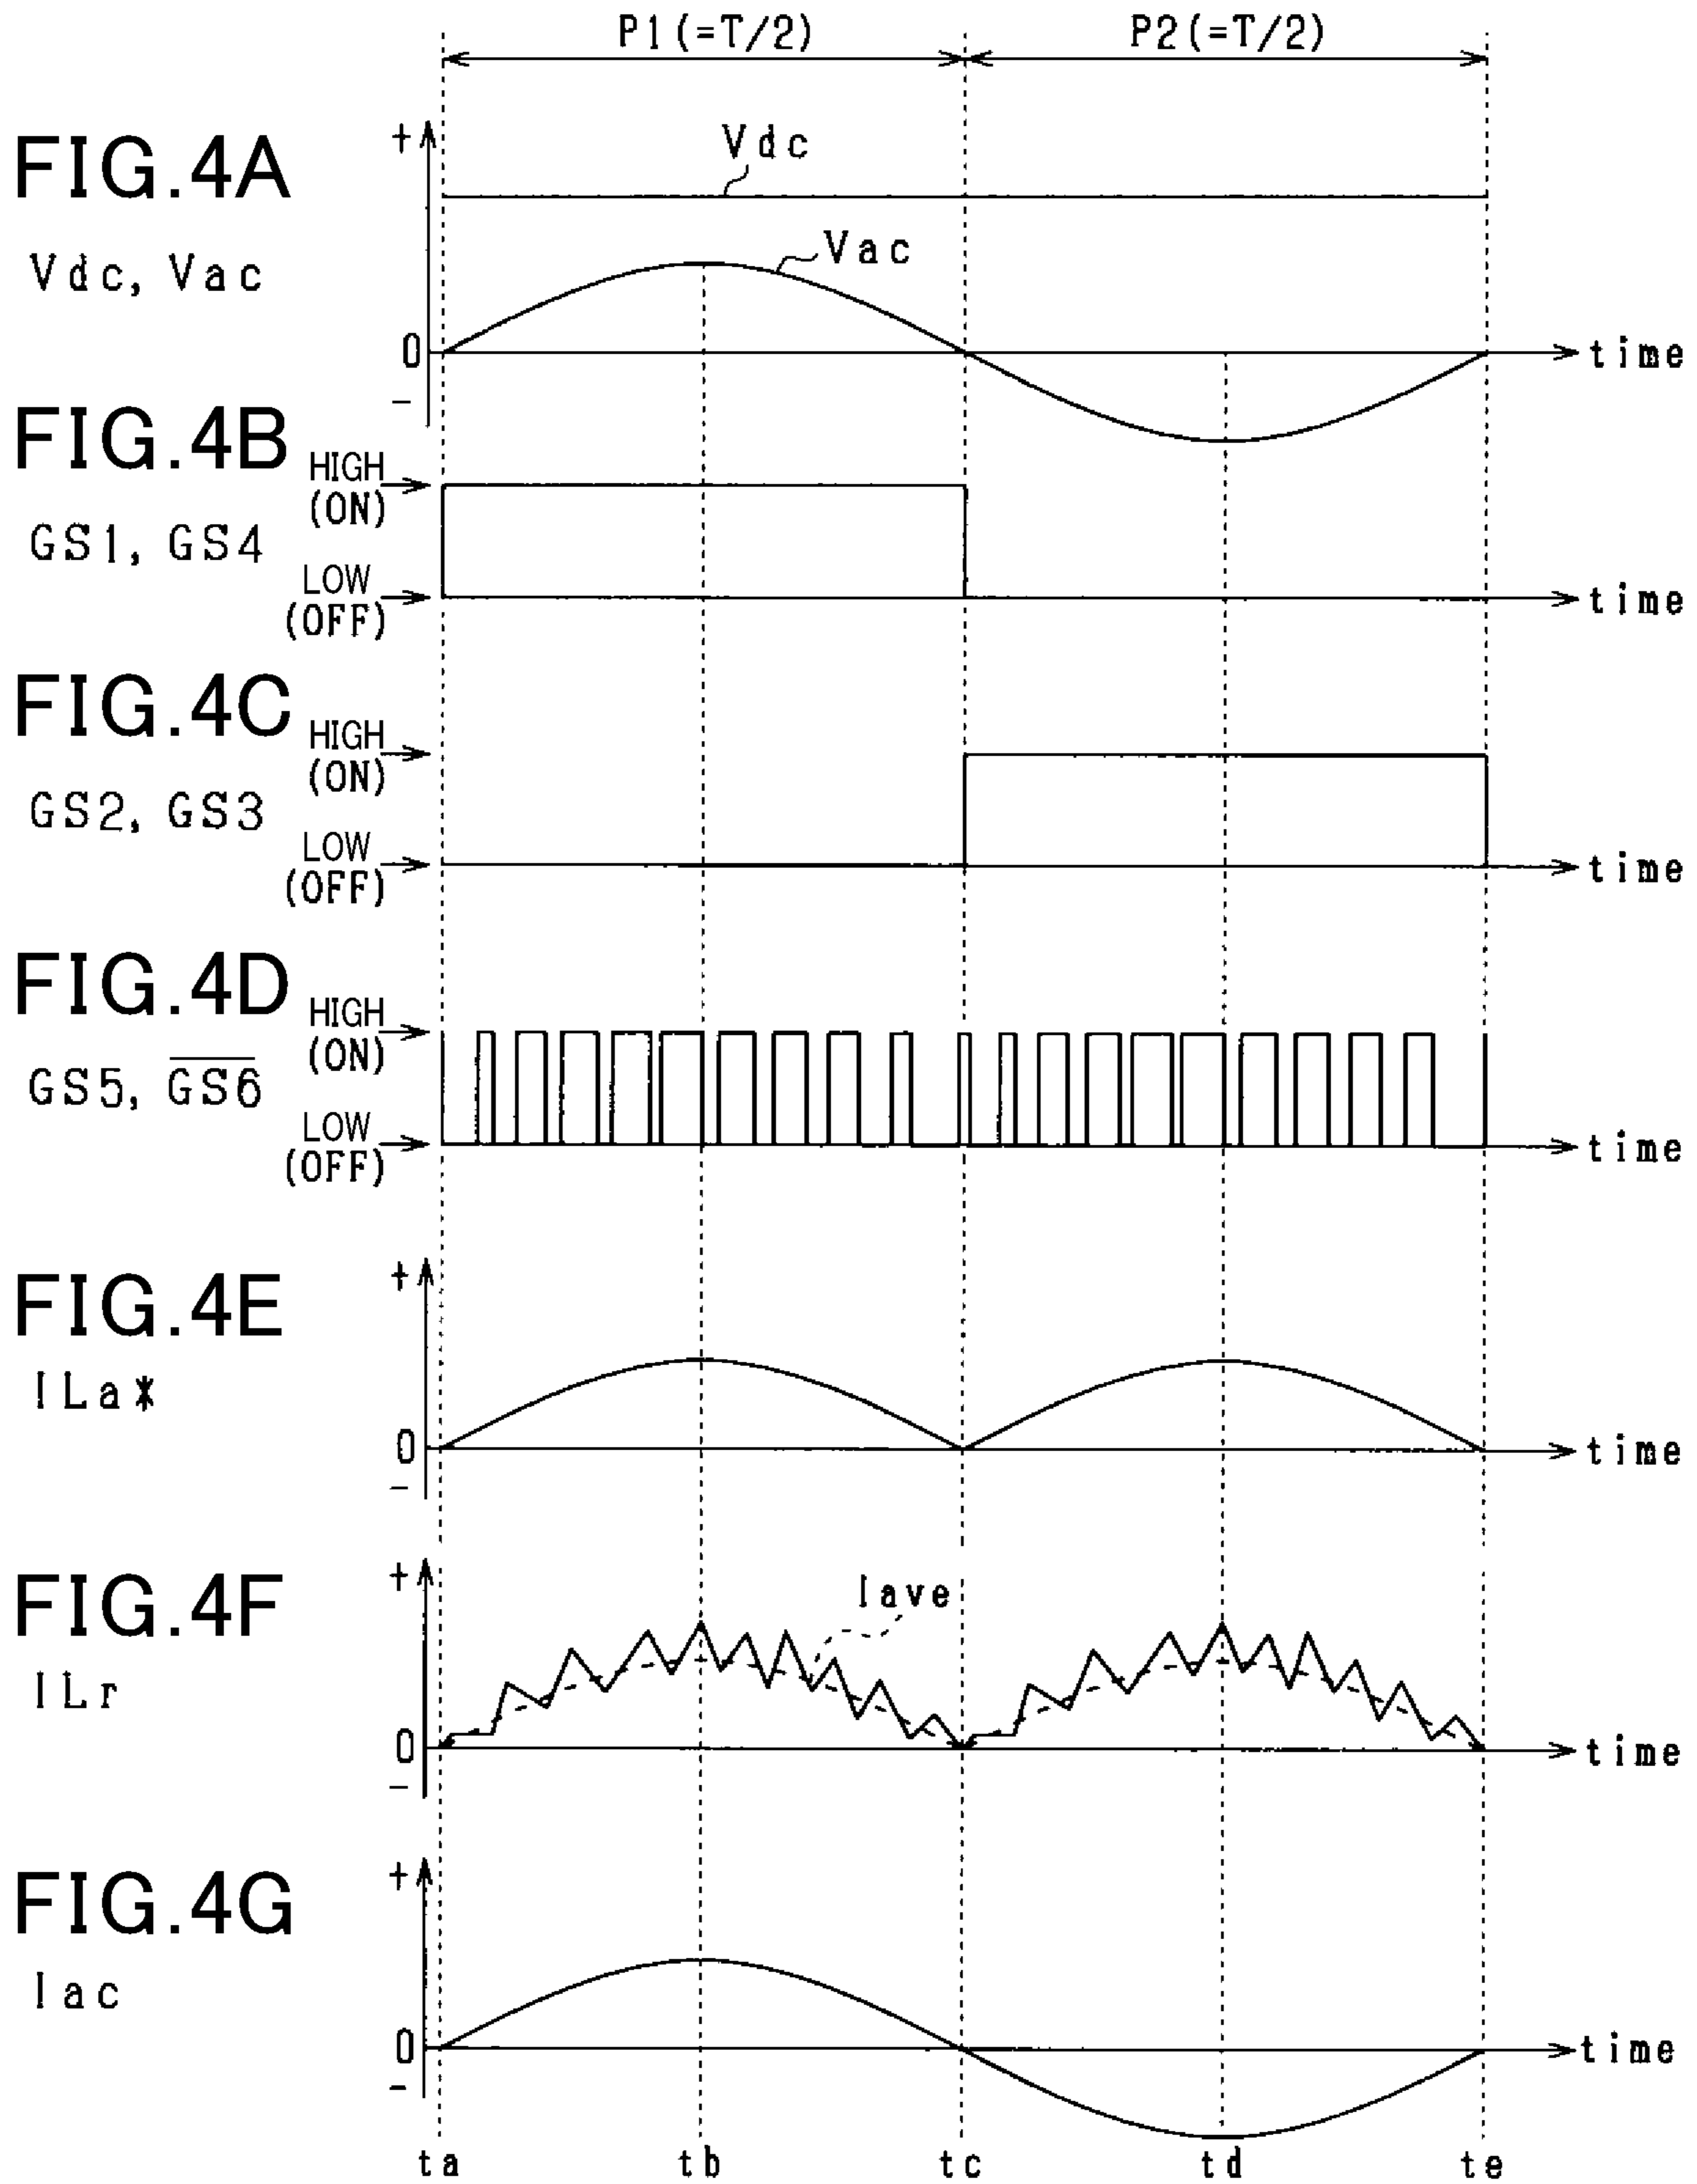 P1(=T/2) P2(=T/2)
FIG.4A
Vdc, Vac
+
Vdc
Vac
0
-
time
FIG.4B
GS1, GS4
HIGH
(ON)
LOW
(OFF)
time
FIG.4C
GS2, GS3
HIGH
(ON)
LOW
(OFF)
time
FIG.4D
GS5, G̅S̅6̅
HIGH
(ON)
LOW
(OFF)
time
FIG.4E
ILa*
+
0
-
time
FIG.4F
ILr
+
Iave
0
-
time
FIG.4G
Iac
+
0
-
time
ta tb tc td te